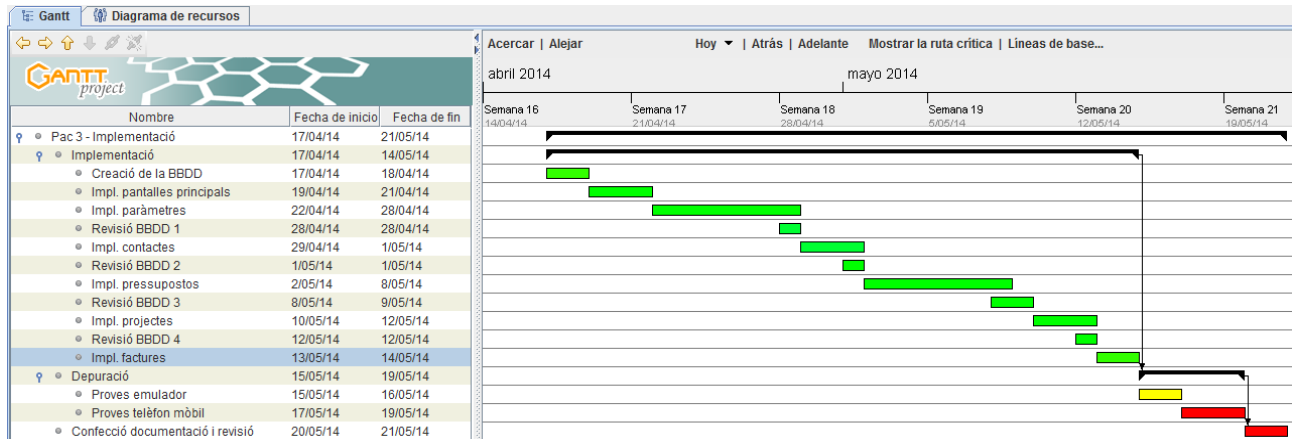 Gantt Diagrama de recursos
Acercar | Alejar Hoy | Atrás | Adelante Mostrar la ruta crítica | Líneas de base...
abril 2014 mayo 2014
GANTT
project
Semana 16 Semana 17 Semana 18 Semana 19 Semana 20 Semana 21
14/04/14 21/04/14 28/04/14 5/05/14 12/05/14 19/05/14
Nombre Fecha de inicio Fecha de fin
Pac 3 - Implementació 17/04/14 21/05/14
Implementació 17/04/14 14/05/14
Creació de la BBDD 17/04/14 18/04/14
Impl. pantalles principals 19/04/14 21/04/14
Impl. paràmetres 22/04/14 28/04/14
Revisió BBDD 1 28/04/14 28/04/14
Impl. contactes 29/04/14 1/05/14
Revisió BBDD 2 1/05/14 1/05/14
Impl. pressupostos 2/05/14 8/05/14
Revisió BBDD 3 8/05/14 9/05/14
Impl. projectes 10/05/14 12/05/14
Revisió BBDD 4 12/05/14 12/05/14
Impl. factures 13/05/14 14/05/14
Depuració 15/05/14 19/05/14
Proves emulador 15/05/14 16/05/14
Proves telèfon mòbil 17/05/14 19/05/14
Confecció documentació i revisió 20/05/14 21/05/14